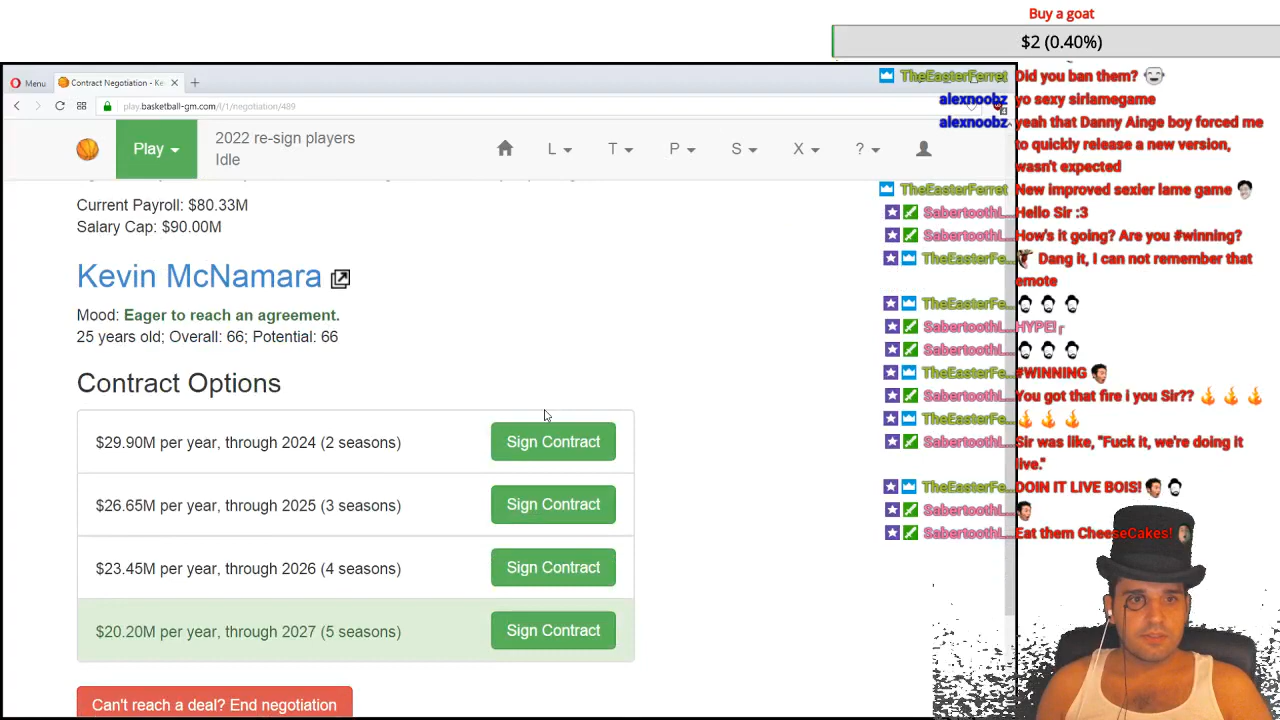 Buy a goat
$2 (0.40%)
Menu
Contract Negotiation - Ke
play.basketball-gm.com/l/1/negotiation/489
Play
2022 re-sign players
Idle
L
T
P
S
X
?
Current Payroll: $80.33M
Salary Cap: $90.00M
Kevin McNamara
Mood: Eager to reach an agreement.
25 years old; Overall: 66; Potential: 66
Contract Options
$29.90M per year, through 2024 (2 seasons)
Sign Contract
$26.65M per year, through 2025 (3 seasons)
Sign Contract
$23.45M per year, through 2026 (4 seasons)
Sign Contract
$20.20M per year, through 2027 (5 seasons)
Sign Contract
Can't reach a deal? End negotiation
TheEasterFerret Did you ban them?
alexnoobz yo sexy sirlamegame
alexnoobz yeah that Danny Ainge boy forced me
to quickly release a new version,
wasn't expected
TheEasterFerret New improved sexier lame game
SabertoothL... Hello Sir :3
SabertoothL... How's it going? Are you #winning?
TheEasterFe... Dang it, I can not remember that
emote
TheEasterFe...
SabertoothL... HYPE
SabertoothL...
TheEasterFe... #WINNING
SabertoothL... You got that fire i you Sir??
TheEasterFe...
SabertoothL... Sir was like, "Fuck it, we're doing it
live."
TheEasterFe... DOIN IT LIVE BOIS!
SabertoothL...
SabertoothL... Eat them CheeseCakes!